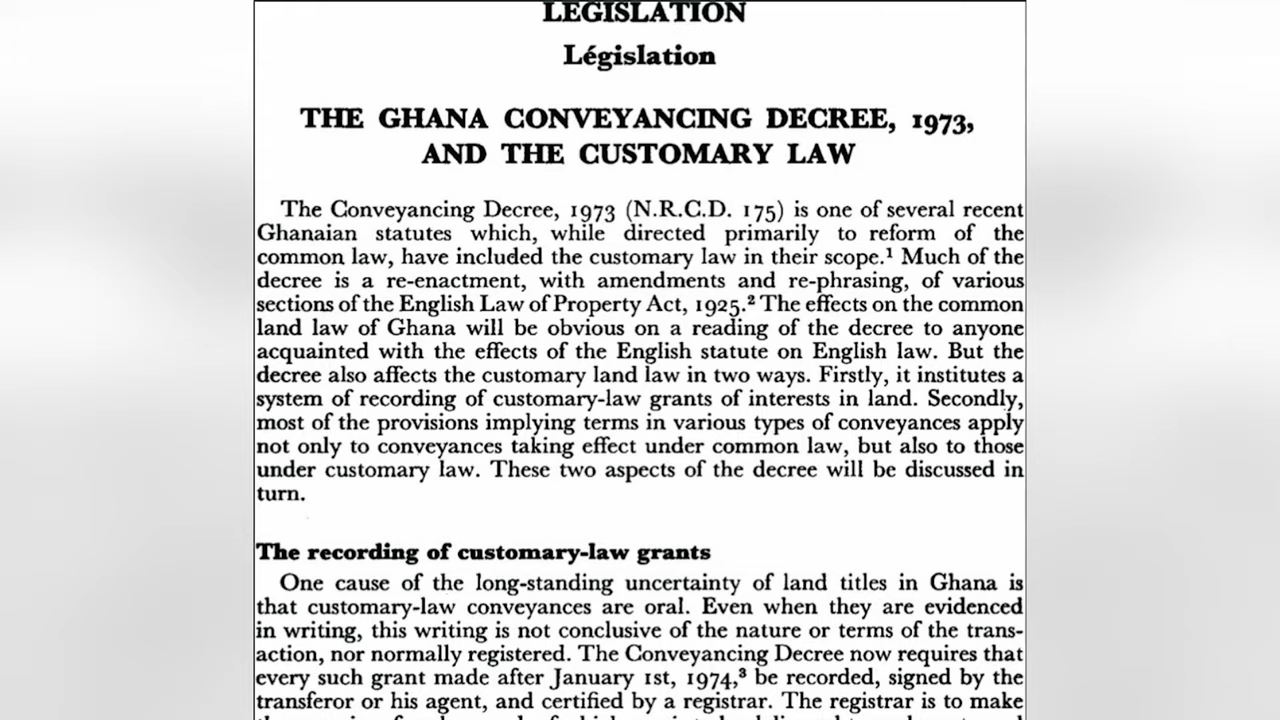 LEGISLATION
Législation
THE GHANA CONVEYANCING DECREE, 1973,
AND THE CUSTOMARY LAW
The Conveyancing Decree, 1973 (N.R.C.D. 175) is one of several recent
Ghanaian statutes which, while directed primarily to reform of the
common law, have included the customary law in their scope.¹ Much of the
decree is a re-enactment, with amendments and re-phrasing, of various
sections of the English Law of Property Act, 1925.² The effects on the common
land law of Ghana will be obvious on a reading of the decree to anyone
acquainted with the effects of the English statute on English law. But the
decree also affects the customary land law in two ways. Firstly, it institutes a
system of recording of customary-law grants of interests in land. Secondly,
most of the provisions implying terms in various types of conveyances apply
not only to conveyances taking effect under common law, but also to those
under customary law. These two aspects of the decree will be discussed in
turn.
The recording of customary-law grants
One cause of the long-standing uncertainty of land titles in Ghana is
that customary-law conveyances are oral. Even when they are evidenced
in writing, this writing is not conclusive of the nature or terms of the trans-
action, nor normally registered. The Conveyancing Decree now requires that
every such grant made after January 1st, 1974,³ be recorded, signed by the
transferor or his agent, and certified by a registrar. The registrar is to make